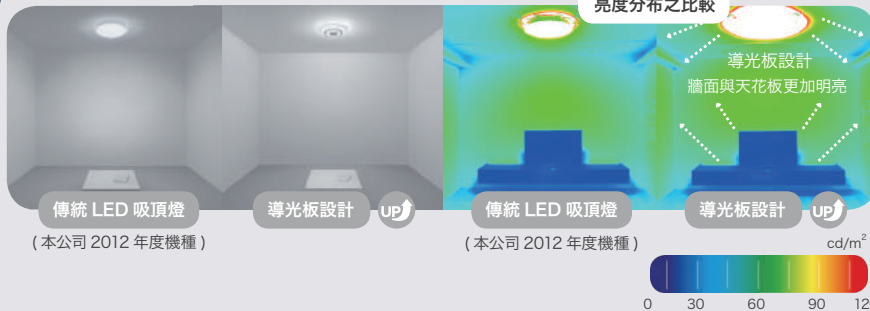 亮度分布之比較
導光板設計
牆面與天花板更加明亮
傳統 LED 吸頂燈
導光板設計 UP
傳統 LED 吸頂燈
導光板設計 UP
( 本公司 2012 年度機種 )
( 本公司 2012 年度機種 )
cd/m²
0 30 60 90 12